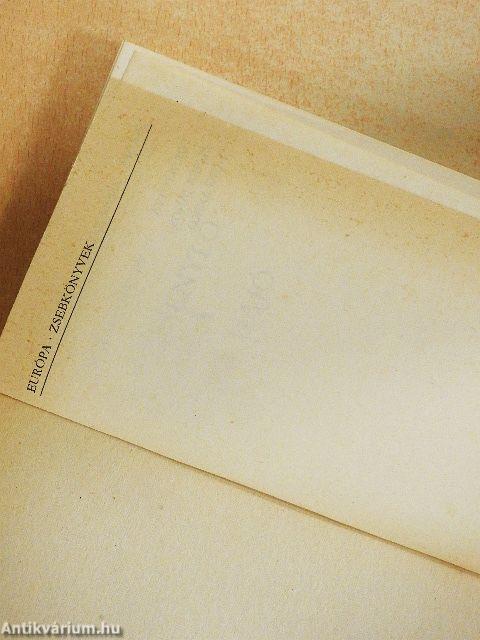 EURÓPA · ZSEBKÖNYVEK
Antikvárium.hu